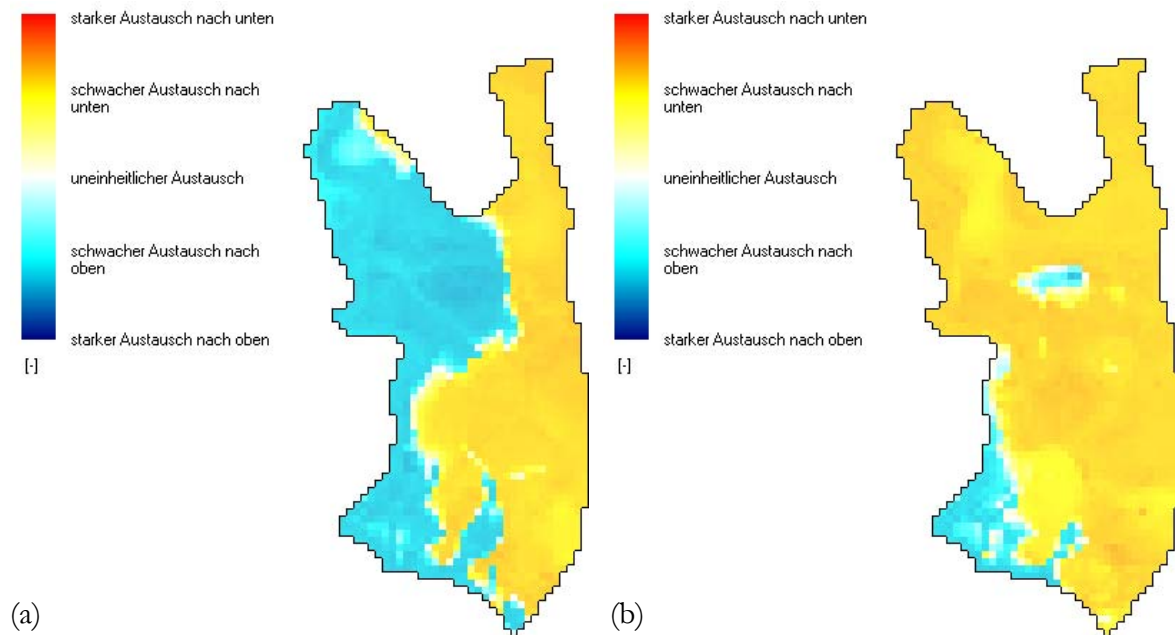 starker Austausch nach unten
schwacher Austausch nach
unten
uneinheitlicher Austausch
schwacher Austausch nach
oben
starker Austausch nach oben
[-]
(a)
starker Austausch nach unten
schwacher Austausch nach
unten
uneinheitlicher Austausch
schwacher Austausch nach
oben
starker Austausch nach oben
[-]
(b)